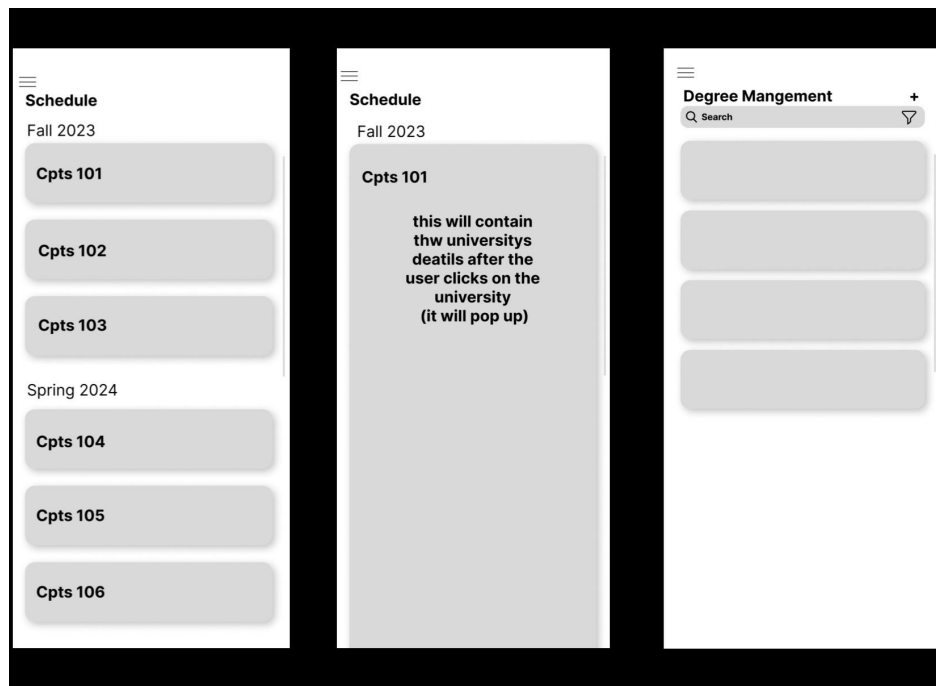 Schedule
Fall 2023
Cpts 101
Cpts 102
Cpts 103
Spring 2024
Cpts 104
Cpts 105
Cpts 106
Schedule
Fall 2023
Cpts 101
this will contain
thw universitys
deatils after the
user clicks on the
university
(it will pop up)
Degree Mangement +
Search